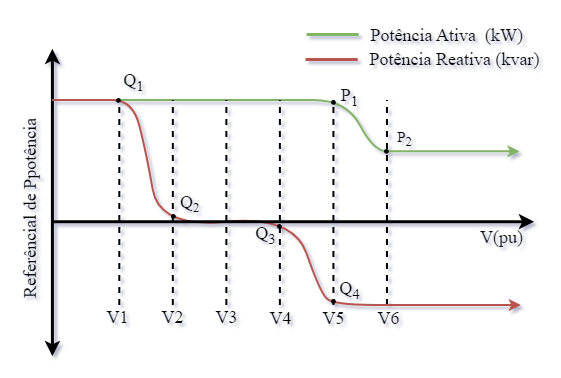 Potência Ativa (kW)
Potência Reativa (kvar)
Referêncial de Ppotência
Q1
P1
P2
Q2
Q3
V(pu)
Q4
V1 V2 V3 V4 V5 V6